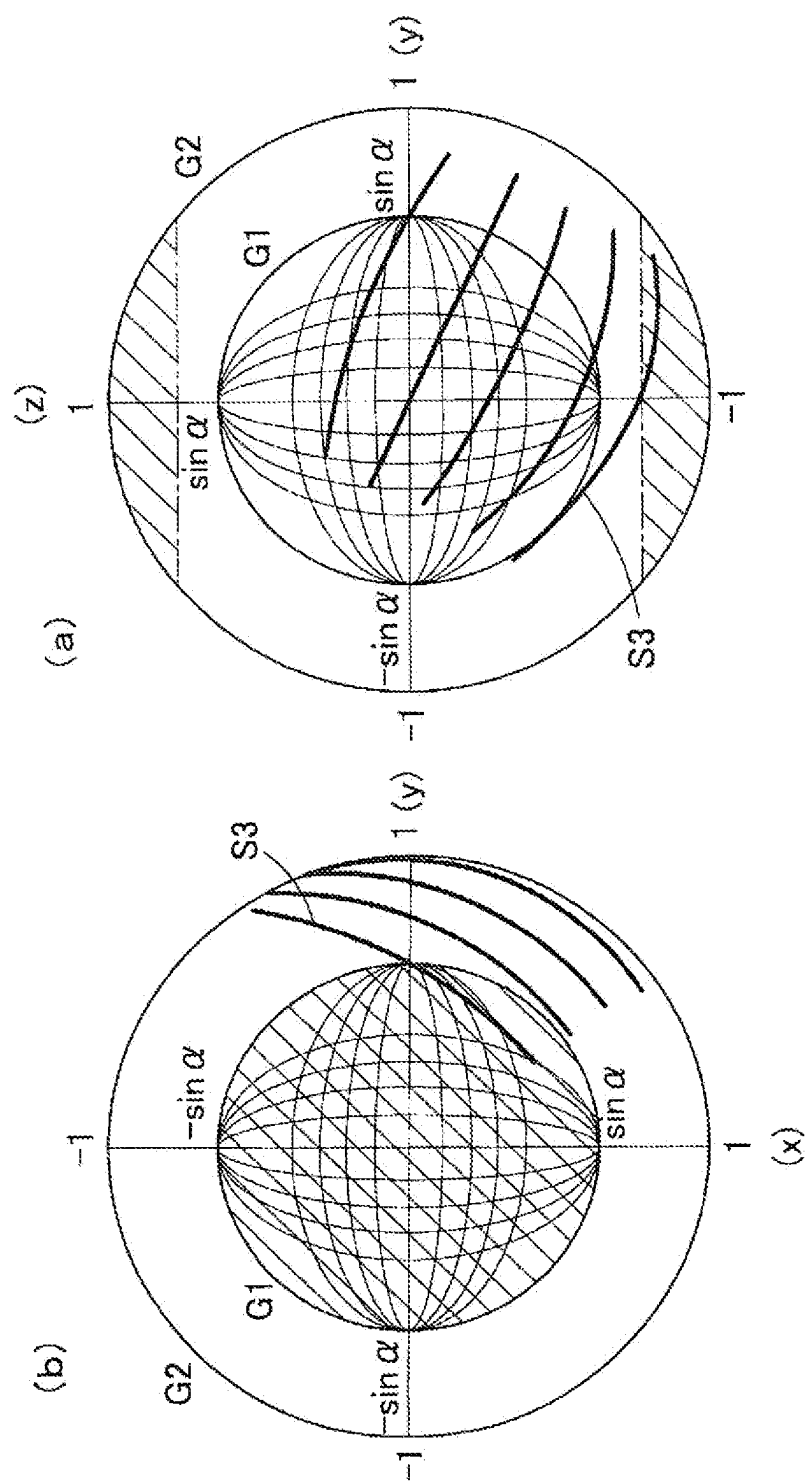 (a)
(z)
1
G2
G1
sin α
-sin α
sin α
-1
1 (y)
S3
-1
(b)
G2
G1
-1
-sin α
S3
-sin α
-1
1 (y)
sin α
1
(x)